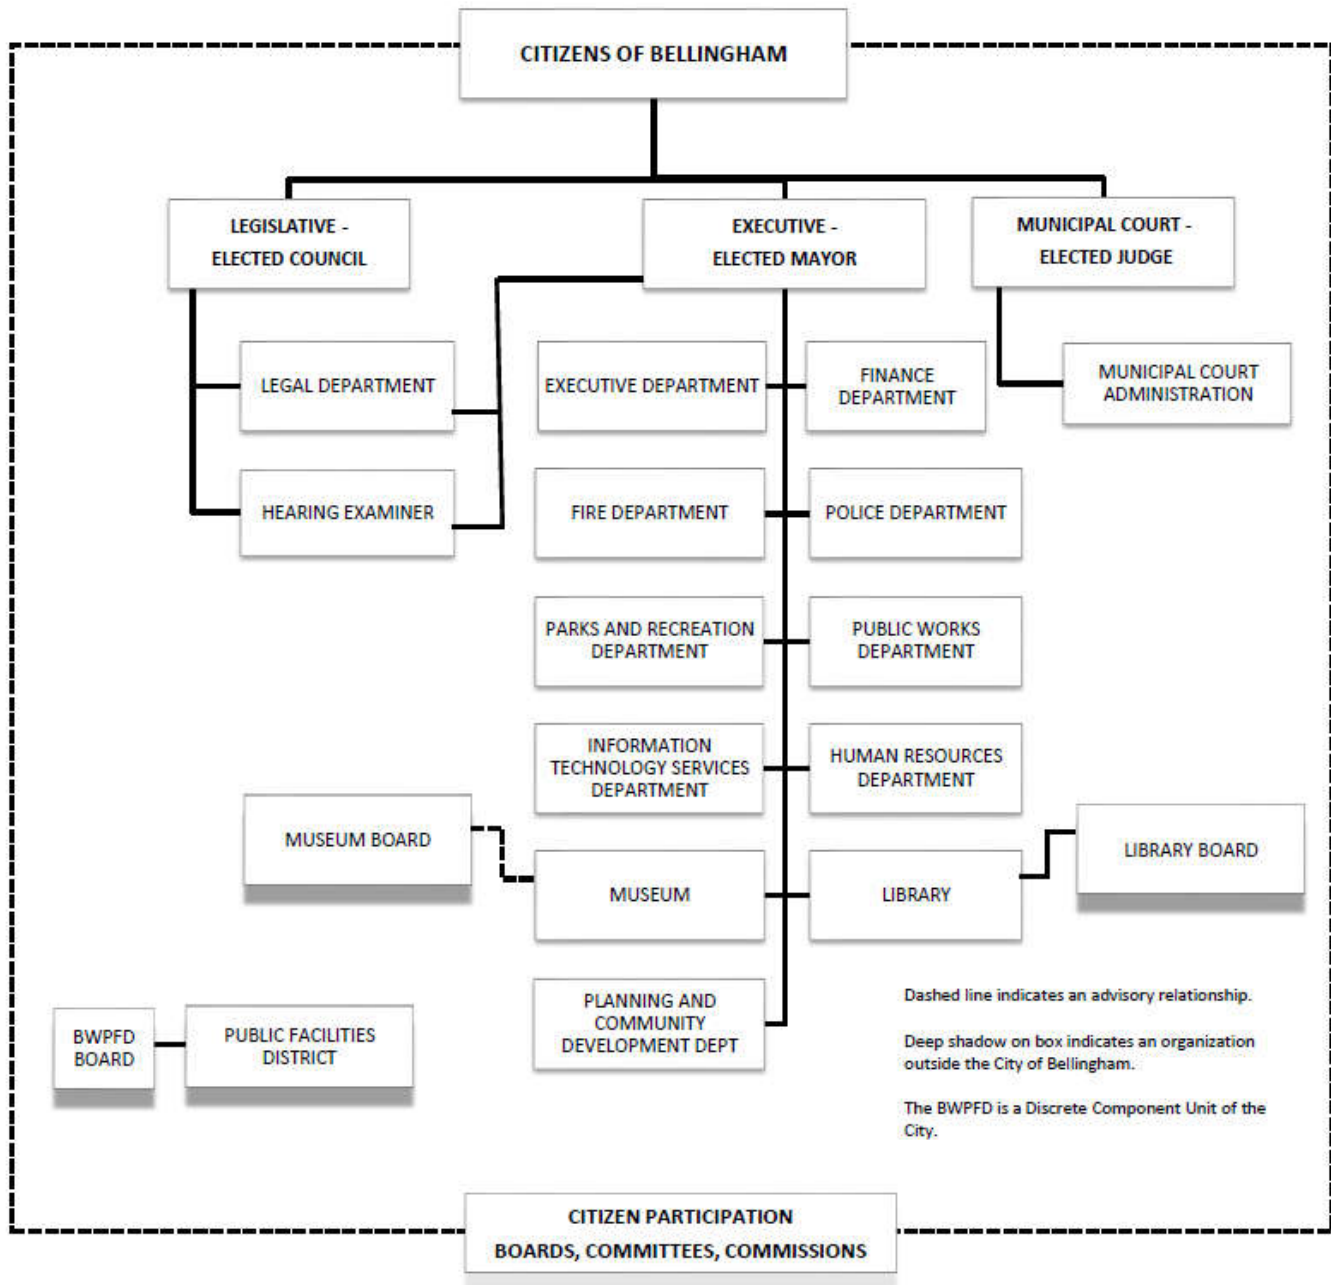 CITIZENS OF BELLINGHAM
LEGISLATIVE -
ELECTED COUNCIL
EXECUTIVE -
ELECTED MAYOR
MUNICIPAL COURT -
ELECTED JUDGE
LEGAL DEPARTMENT
EXECUTIVE DEPARTMENT
FINANCE
DEPARTMENT
MUNICIPAL COURT
ADMINISTRATION
HEARING EXAMINER
FIRE DEPARTMENT
POLICE DEPARTMENT
PARKS AND RECREATION
DEPARTMENT
PUBLIC WORKS
DEPARTMENT
INFORMATION
TECHNOLOGY SERVICES
DEPARTMENT
HUMAN RESOURCES
DEPARTMENT
MUSEUM BOARD
MUSEUM
LIBRARY
LIBRARY BOARD
BWPFD
BOARD
PUBLIC FACILITIES
DISTRICT
PLANNING AND
COMMUNITY
DEVELOPMENT DEPT
Dashed line indicates an advisory relationship.
Deep shadow on box indicates an organization
outside the City of Bellingham.
The BWPFD is a Discrete Component Unit of the
City.
CITIZEN PARTICIPATION
BOARDS, COMMITTEES, COMMISSIONS